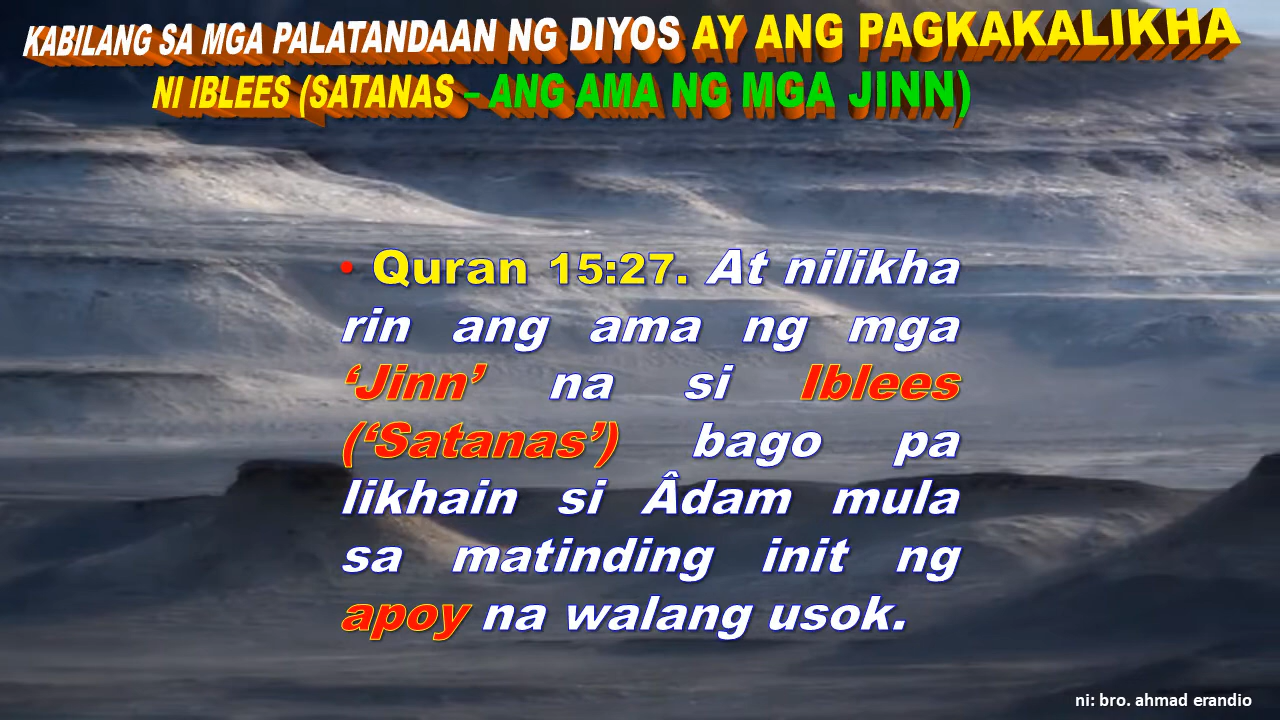 KABILANG SA MGA PALATANDAAN NG DIYOS AY ANG PAGKAKALIKHA
NI IBLEES (SATANAS – ANG AMA NG MGA JINN)
• Quran 15:27. At nilikha
rin ang ama ng mga
‘Jinn’ na si Iblees
(‘Satanas’) bago pa
likhain si Âdam mula
sa matinding init ng
apoy na walang usok.
ni: bro. ahmad erandio